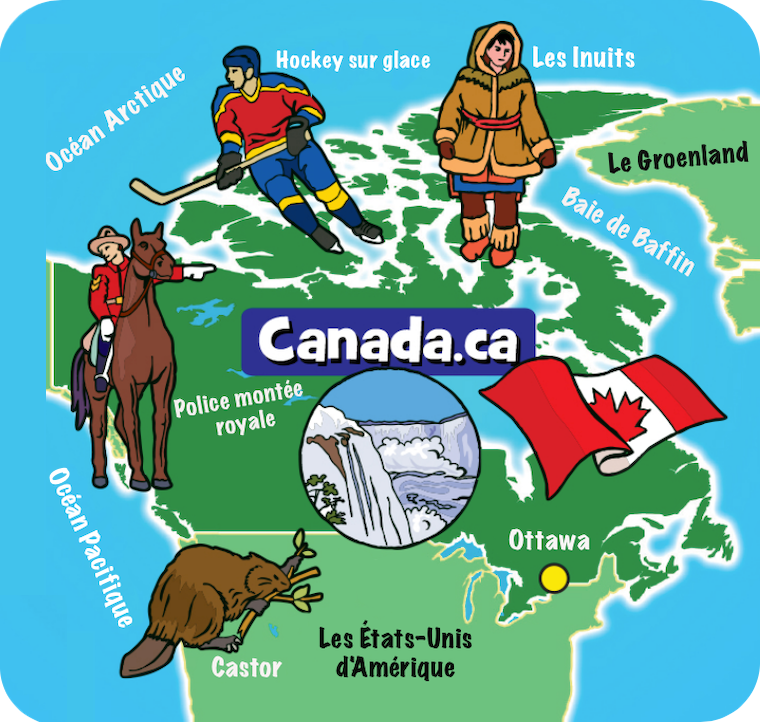 Océan Arctique
Hockey sur glace
Les Inuits
Le Groenland
Baie de Baffin
Canada.ca
Police montée
royale
Océan Pacifique
Ottawa
Les États-Unis
d'Amérique
Castor